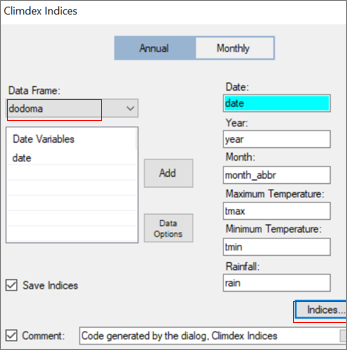 Climdex Indices
Annual Monthly
Data Frame:
dodoma
Date Variables
date
Add
Data
Options
Date:
date
Year:
year
Month:
month_abbr
Maximum Temperature:
tmax
Minimum Temperature:
tmin
Rainfall:
rain
Save Indices
Indices...
Comment: Code generated by the dialog, Climdex Indices